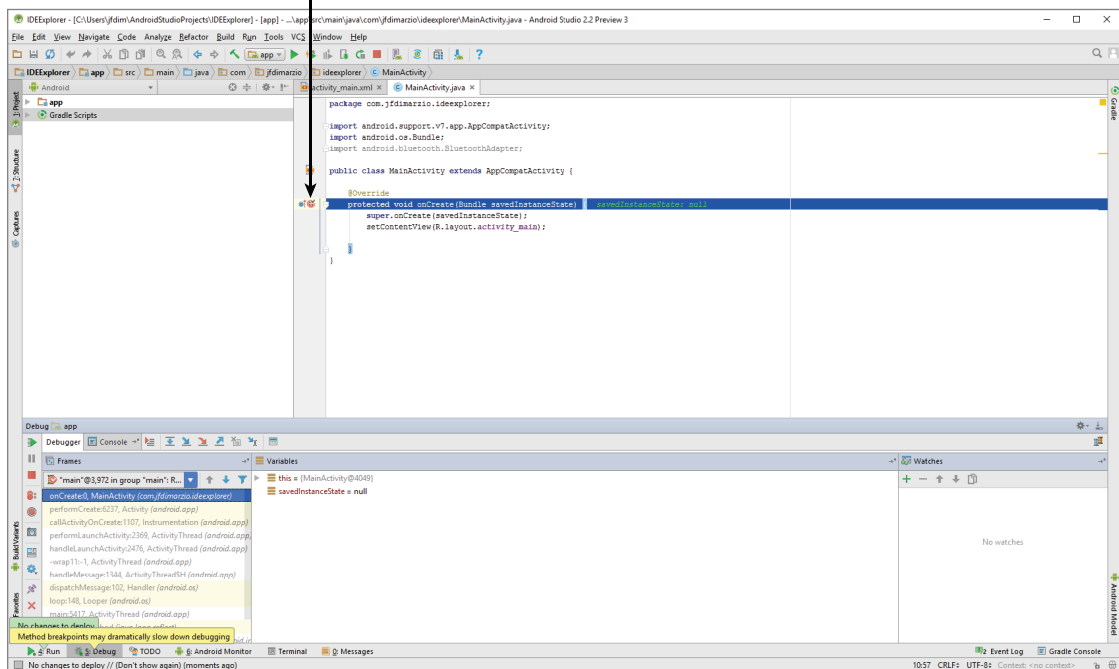 IDEExplorer - [C:\Users\jfdim\AndroidStudioProjects\IDEExplorer] - [app] - ...\app\src\main\java\com\jfdimarzio\ideexplorer\MainActivity.java - Android Studio 2.2 Preview 3
File Edit View Navigate Code Analyze Refactor Build Run Tools VCS Window Help
app
IDEExplorer app src main java com jfdimarzio ideexplorer MainActivity
Android
activity_main.xml × MainActivity.java ×
1: Project
7: Structure
Captures
Build Variants
Favorites
app
Gradle Scripts
package com.jfdimarzio.ideexplorer;
import android.support.v7.app.AppCompatActivity;
import android.os.Bundle;
import android.bluetooth.BluetoothAdapter;
public class MainActivity extends AppCompatActivity {
@Override
protected void onCreate(Bundle savedInstanceState) { savedInstanceState: null
super.onCreate(savedInstanceState);
setContentView(R.layout.activity_main);
}
}
Gradle
Android Model
Debug app
Debugger Console
Frames
Variables
Watches
"main"@3,972 in group "main": R...
this = {MainActivity@4049}
savedInstanceState = null
onCreate:0, MainActivity (com.jfdimarzio.ideexplorer)
performCreate:6237, Activity (android.app)
callActivityOnCreate:1107, Instrumentation (android.app)
performLaunchActivity:2369, ActivityThread (android.app)
handleLaunchActivity:2476, ActivityThread (android.app)
-wrap11:-1, ActivityThread (android.app)
handleMessage:1344, ActivityThread$H (android.app)
dispatchMessage:102, Handler (android.os)
loop:148, Looper (android.os)
main:5417, ActivityThread (android.app)
No watches
No changes to deploy
Method breakpoints may dramatically slow down debugging
4: Run 5: Debug TODO 6: Android Monitor Terminal 0: Messages
2 Event Log Gradle Console
No changes to deploy // (Don't show again) (moments ago)
10:57 CRLF÷ UTF-8÷ Context: <no context>